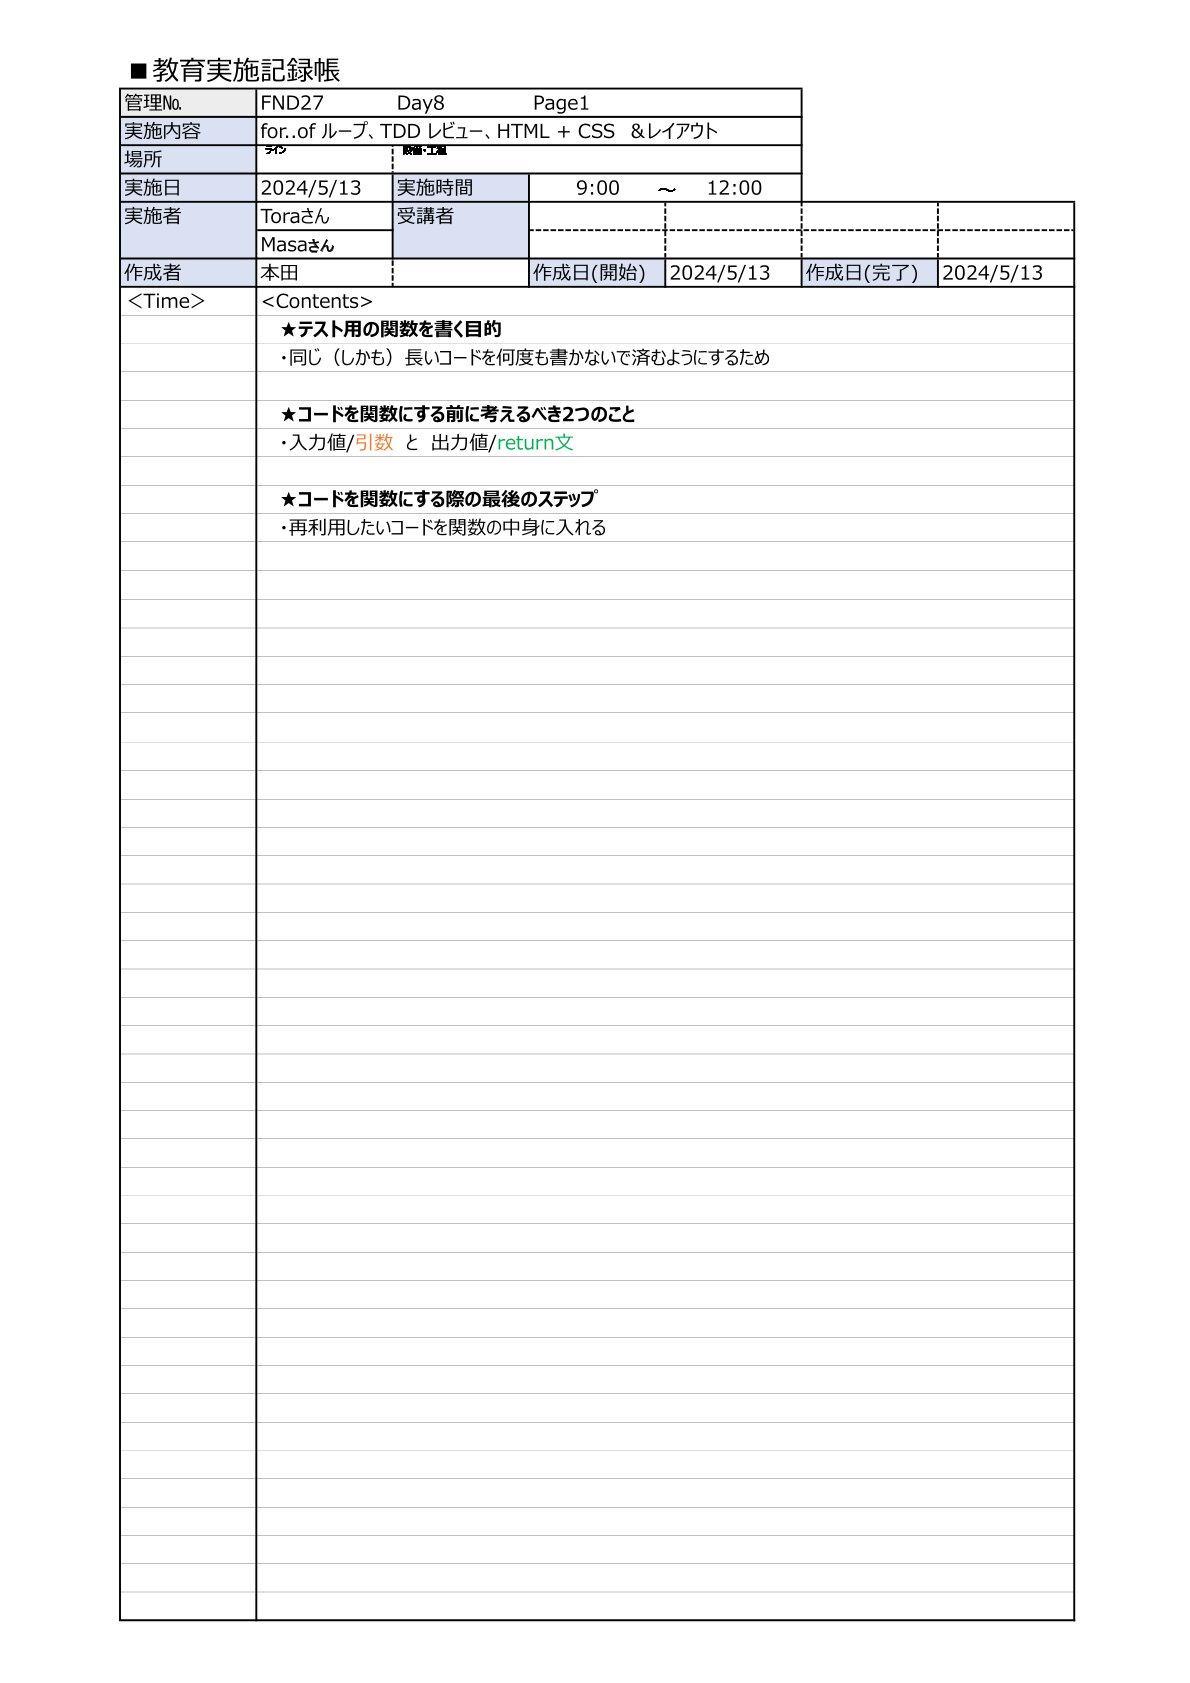 ■教育実施記録帳
管理№ FND27 Day8 Page1
実施内容 for‥of ループ、TDD レビュー、HTML + CSS ＆レイアウト
場所 ライン 設備・工程
実施日 2024/5/13 実施時間 9:00 ～ 12:00
実施者 Toraさん 受講者
Masaさん
作成者 本田 作成日(開始) 2024/5/13 作成日(完了) 2024/5/13
<Time> <Contents>
★テスト用の関数を書く目的
・同じ（しかも）長いコードを何度も書かないで済むようにするため
★コードを関数にする前に考えるべき2つのこと
・入力値/引数 と 出力値/return文
★コードを関数にする際の最後のステップ
・再利用したいコードを関数の中身に入れる